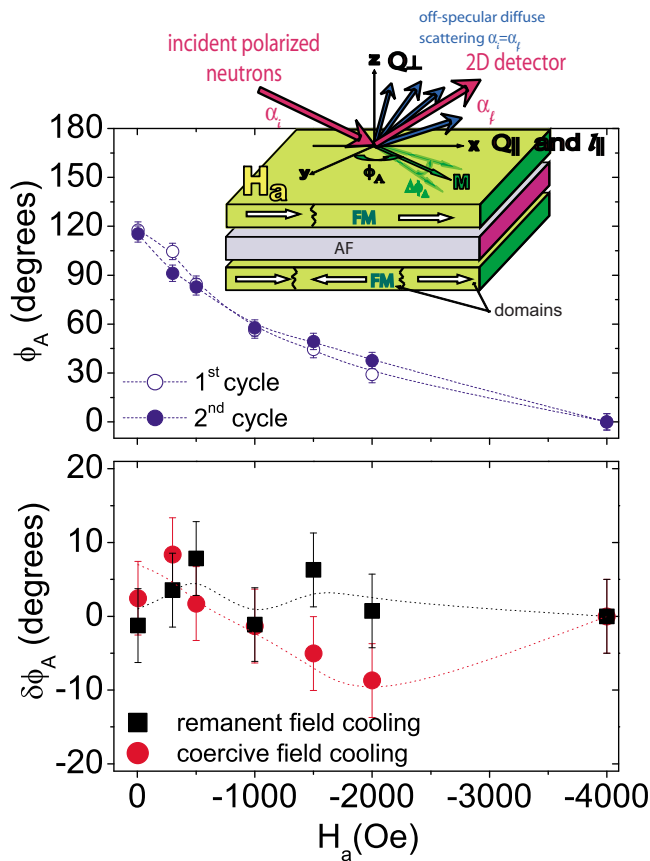 off-specular diffuse
scattering αi=αf
incident polarized
neutrons
z Q⊥
2D detector
αi
αf
180
150
120
90
60
30
0
ϕA (degrees)
x Q|| and l||
y
ϕA
ΔϕA
M
Ha
FM
AF
FM
domains
1st cycle
2nd cycle
20
10
0
-10
-20
δϕA (degrees)
remanent field cooling
coercive field cooling
0 -1000 -2000 -3000 -4000
Ha(Oe)